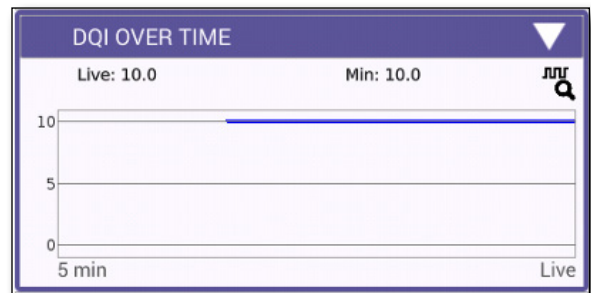 DQI OVER TIME
Live: 10.0 Min: 10.0
10
5
0
5 min Live